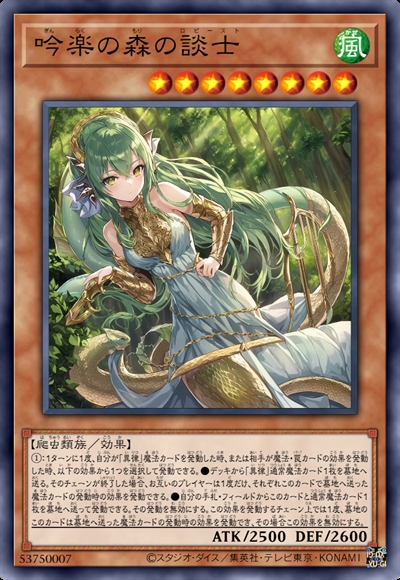 吟楽の森の談士
風
【爬虫類族／効果】
①:1ターンに1度、自分が「具律」魔法カードを発動した時、または相手が魔法・罠カードの効果を発動
した時、以下の効果から1つを選択して発動できる。●デッキから「具律」通常魔法カード1枚を墓地へ
送る。そのチェーンが終了した場合、お互いのプレイヤーは1度だけ、それぞれこのカードで墓地へ送った
魔法カードの発動時の効果を発動できる。●自分の手札・フィールドからこのカードと通常魔法カード1
枚を墓地へ送って発動できる。その発動を無効にする。この効果を発動するチェーン上では1度、墓地の
このカードは墓地へ送った魔法カードの発動時の効果を発動でき、その場合この効果を無効にする。
ATK/2500 DEF/2600
53750007
©スタジオ・ダイス／集英社・テレビ東京・KONAMI